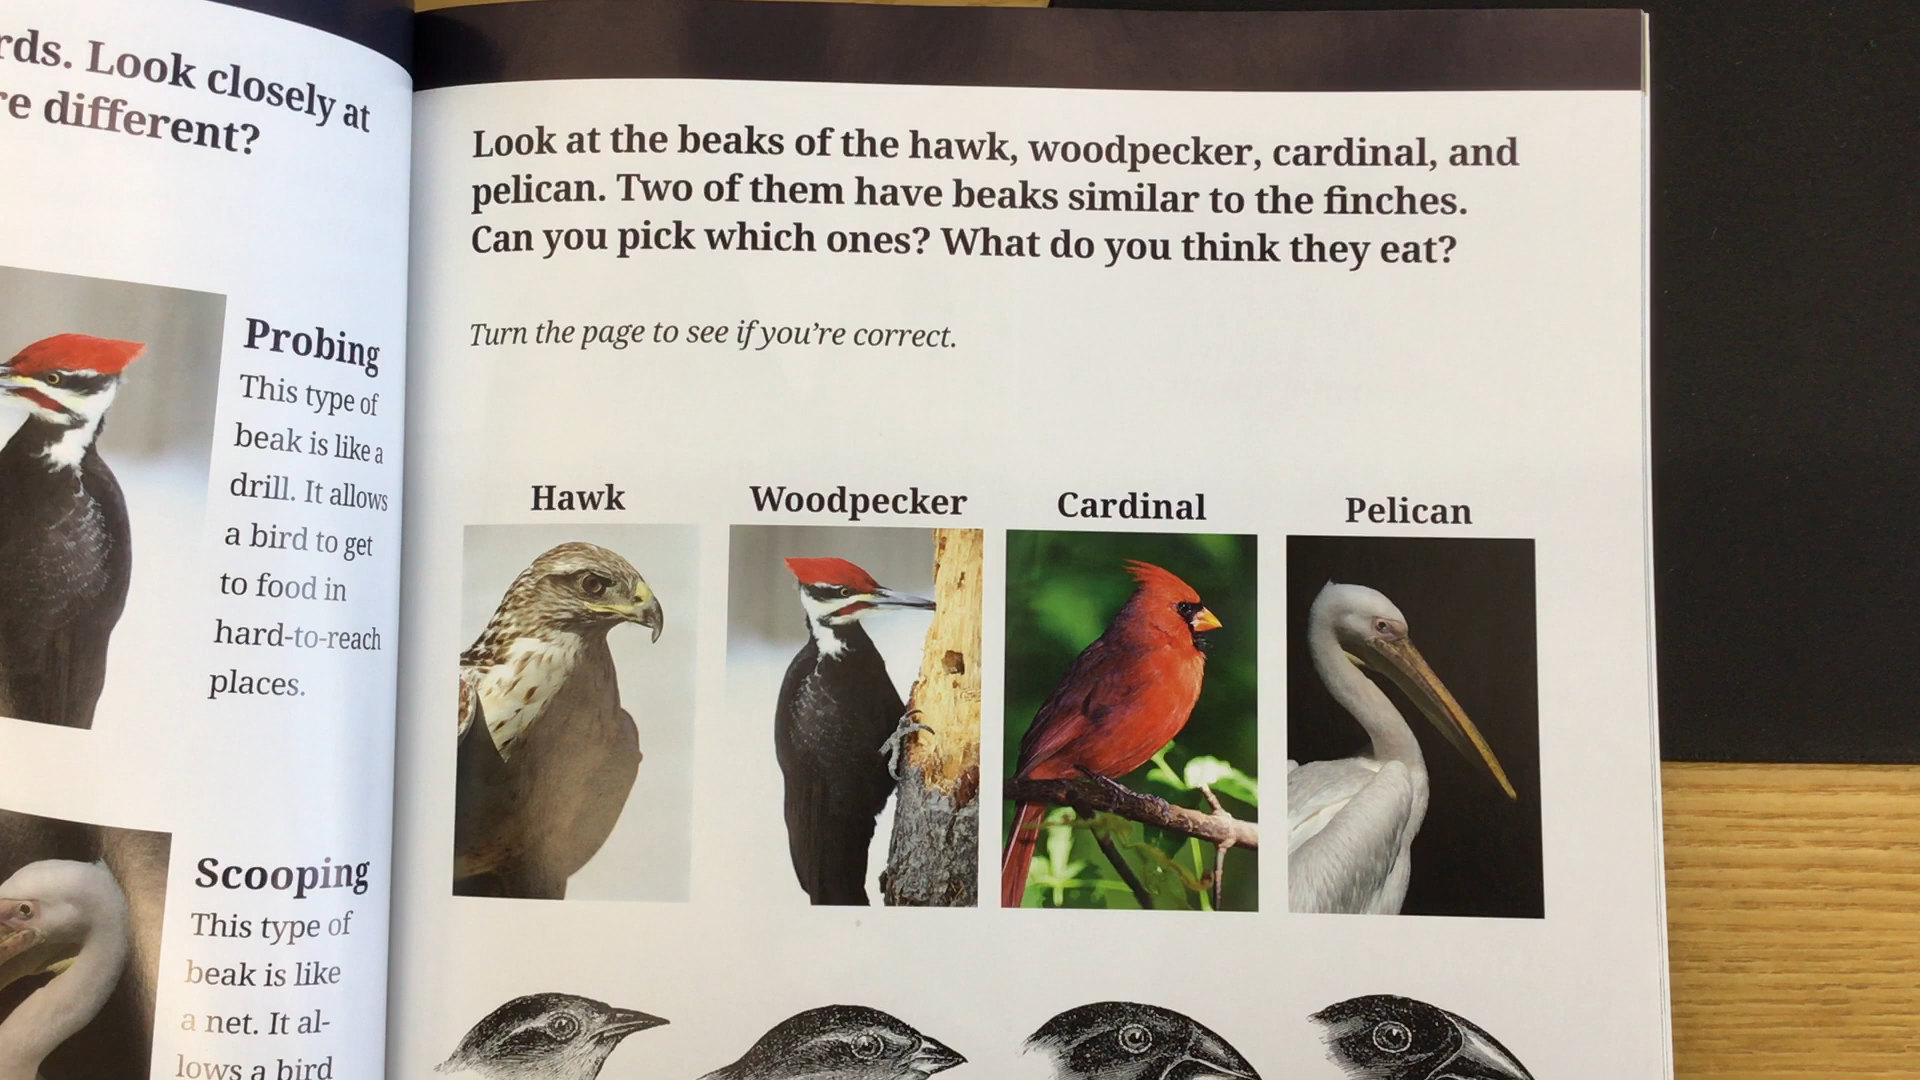 rds. Look closely at
re different?
Probing
This type of
beak is like a
drill. It allows
a bird to get
to food in
hard-to-reach
places.
Scooping
This type of
beak is like
a net. It al-
lows a bird
Look at the beaks of the hawk, woodpecker, cardinal, and
pelican. Two of them have beaks similar to the finches.
Can you pick which ones? What do you think they eat?
Turn the page to see if you're correct.
Hawk Woodpecker Cardinal Pelican